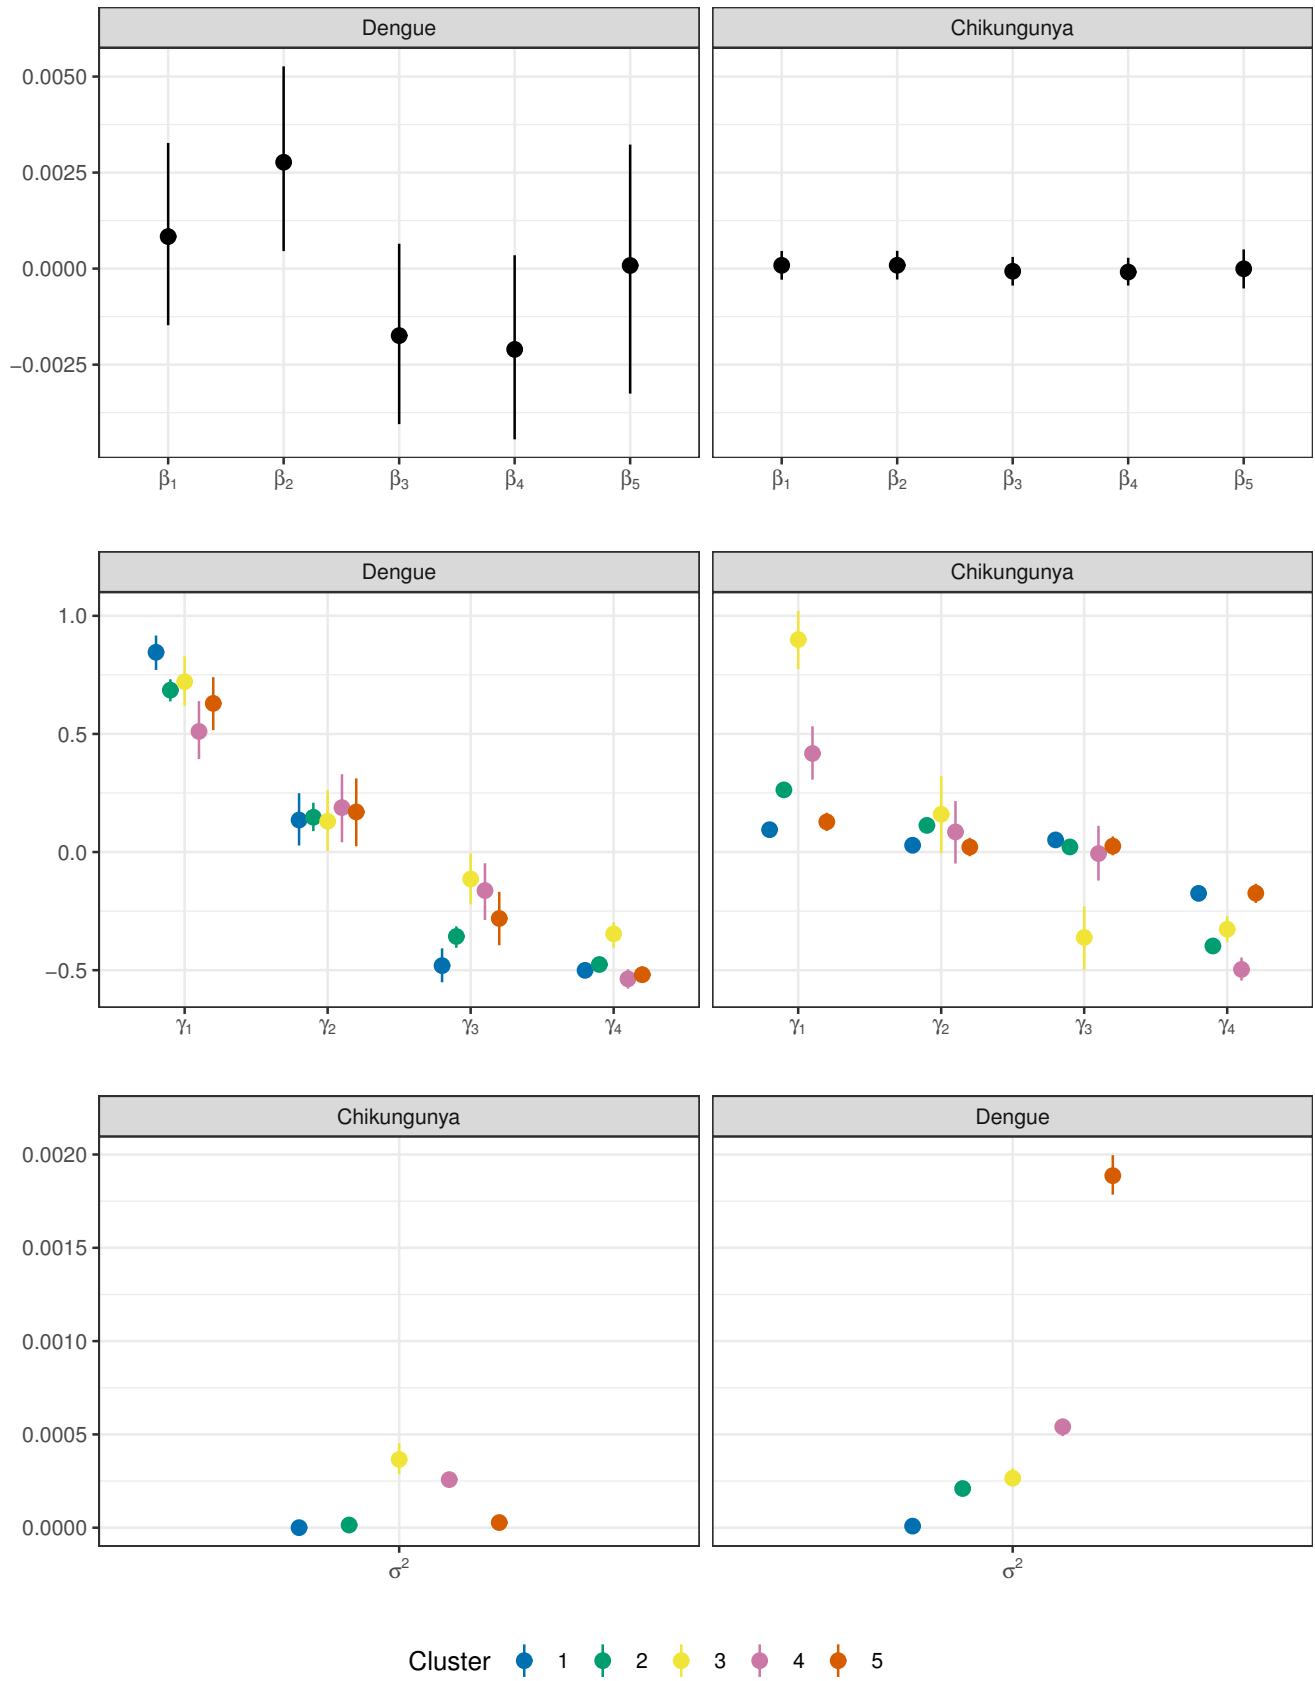 Dengue Chikungunya
0.0050
0.0025
0.0000
−0.0025
β₁ β₂ β₃ β₄ β₅ β₁ β₂ β₃ β₄ β₅
Dengue Chikungunya
1.0
0.5
0.0
−0.5
γ₁ γ₂ γ₃ γ₄ γ₁ γ₂ γ₃ γ₄
Chikungunya Dengue
0.0020
0.0015
0.0010
0.0005
0.0000
σ² σ²
Cluster 1 2 3 4 5